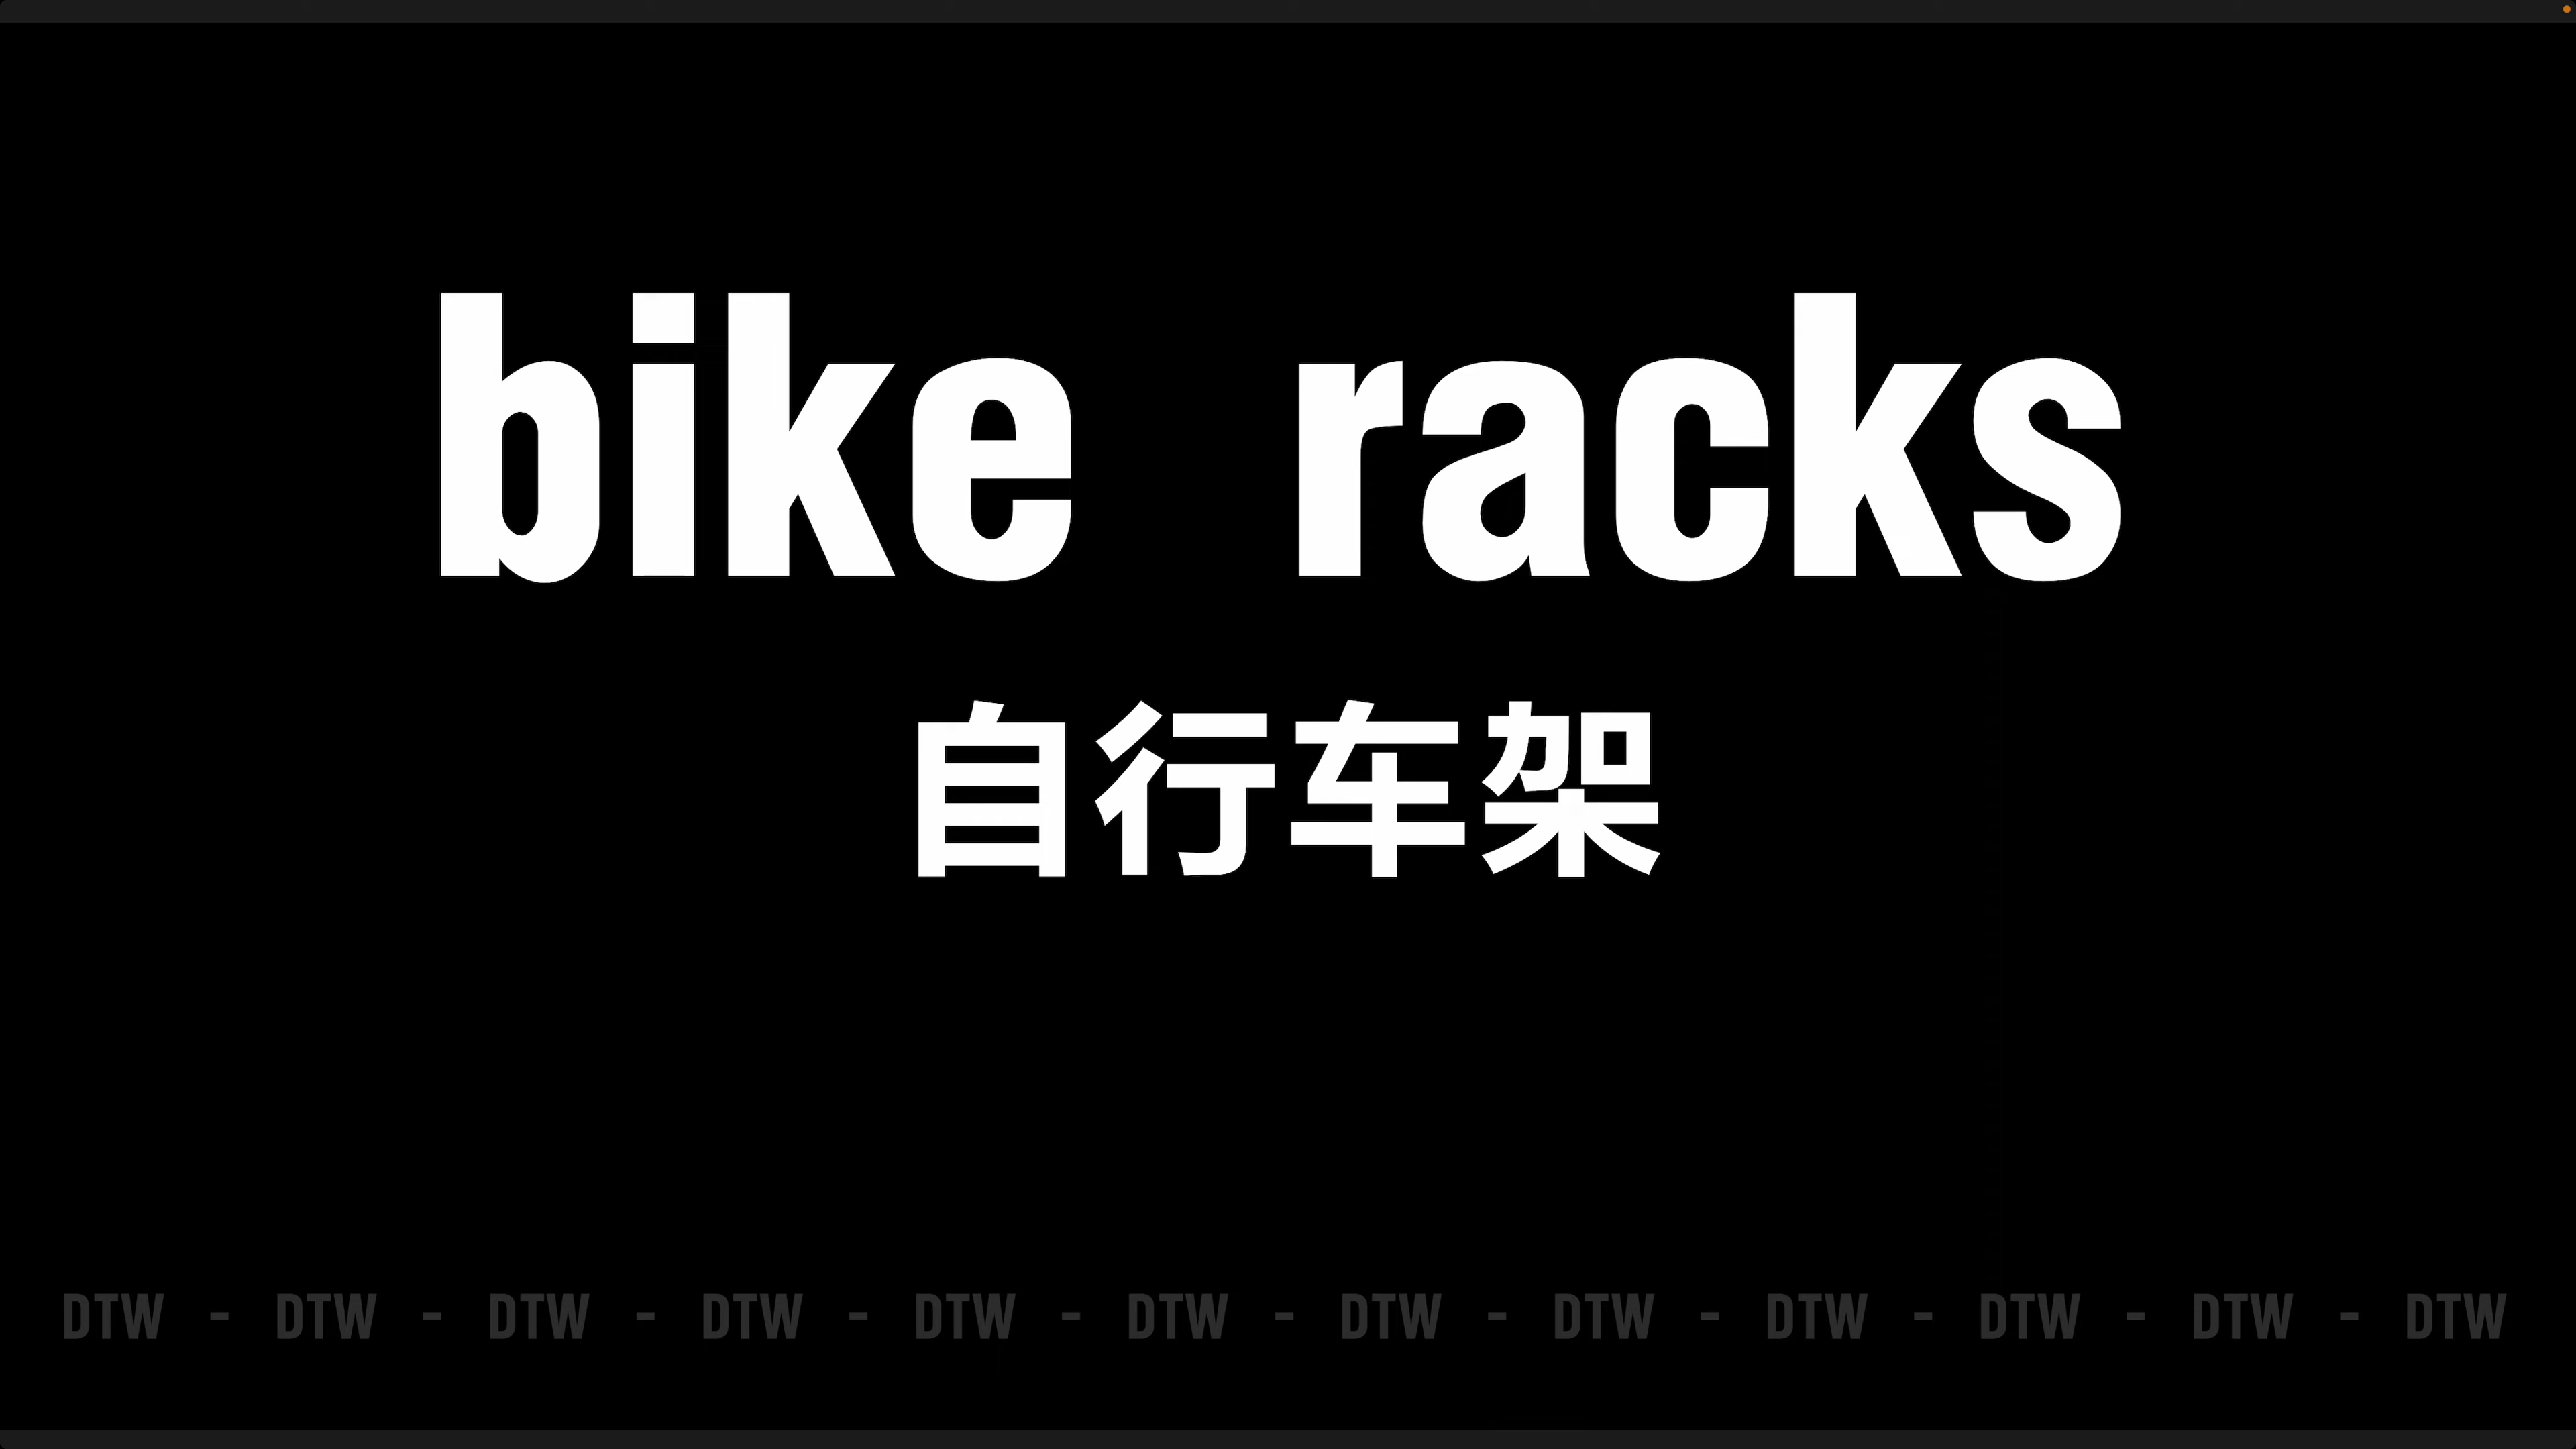 bike racks
自行车架
DTW - DTW - DTW - DTW - DTW - DTW - DTW - DTW - DTW - DTW - DTW - DTW